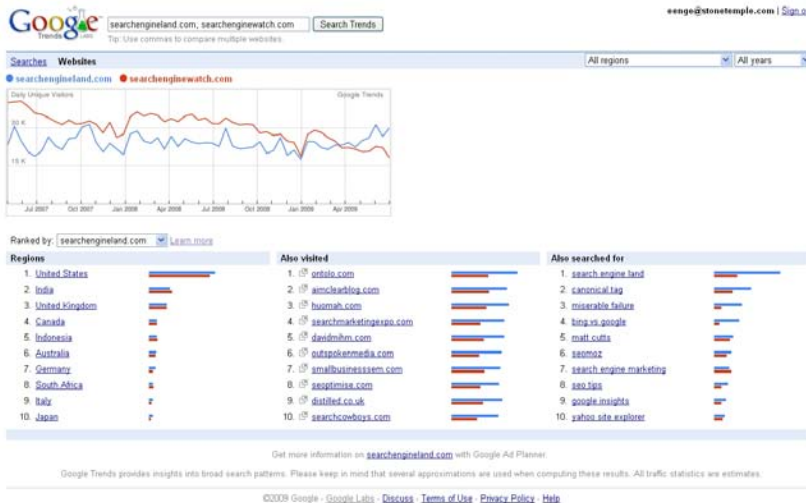 eenge@stonetemple.com | Sign o
Google
Trends Labs
searchengineland.com, searchenginewatch.com
Search Trends
Tip: Use commas to compare multiple websites.
Searches Websites
All regions
All years
searchengineland.com searchenginewatch.com
Daily Unique Visitors
Google Trends
30 K
15 K
Jul 2007 Oct 2007 Jan 2008 Apr 2008 Jul 2008 Oct 2008 Jan 2009 Apr 2009
Ranked by: searchengineland.com Learn more
Regions
1. United States
2. India
3. United Kingdom
4. Canada
5. Indonesia
6. Australia
7. Germany
8. South Africa
9. Italy
10. Japan
Also visited
1. ontolo.com
2. aimclearblog.com
3. huomah.com
4. searchmarketingexpo.com
5. davidmihm.com
6. outspokenmedia.com
7. smallbusinesssem.com
8. seoptimise.com
9. distilled.co.uk
10. searchcowboys.com
Also searched for
1. search engine land
2. canonical tag
3. miserable failure
4. bing vs google
5. matt cutts
6. seomoz
7. search engine marketing
8. seo tips
9. google insights
10. yahoo site explorer
Get more information on searchengineland.com with Google Ad Planner.
Google Trends provides insights into broad search patterns. Please keep in mind that several approximations are used when computing these results. All traffic statistics are estimates.
©2009 Google - Google Labs - Discuss - Terms of Use - Privacy Policy - Help